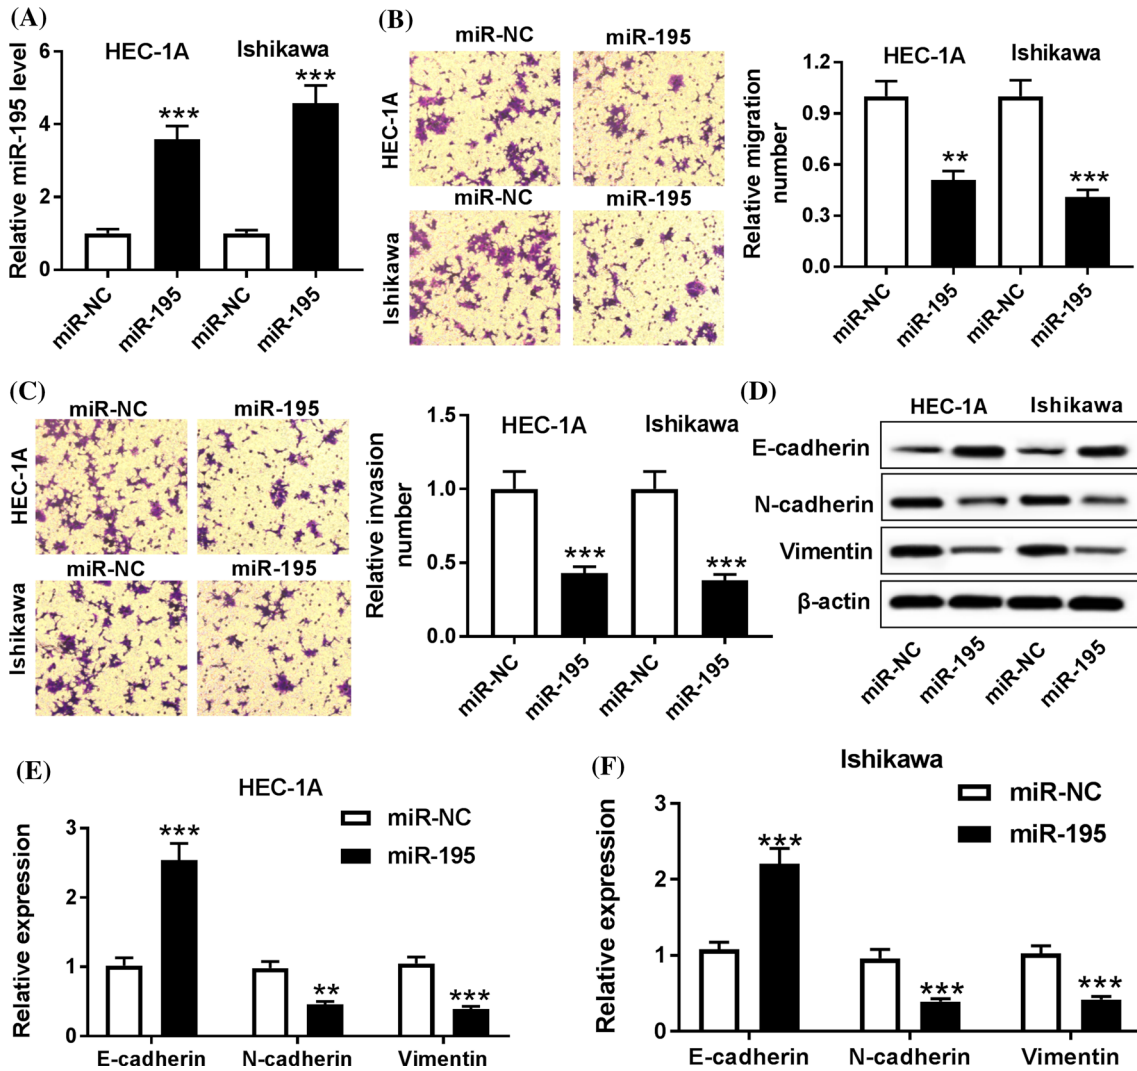 (A)
HEC-1A Ishikawa
Relative miR-195 level
6
4
2
0
*** ***
miR-NC miR-195 miR-NC miR-195
(B)
miR-NC miR-195
HEC-1A
miR-NC miR-195
Ishikawa
HEC-1A Ishikawa
Relative migration
number
1.2
0.9
0.6
0.3
0.0
** ***
miR-NC miR-195 miR-NC miR-195
(C)
miR-NC miR-195
HEC-1A
miR-NC miR-195
Ishikawa
HEC-1A Ishikawa
Relative invasion
number
1.5
1.0
0.5
0.0
*** ***
miR-NC miR-195 miR-NC miR-195
(D)
HEC-1A Ishikawa
E-cadherin
N-cadherin
Vimentin
β-actin
miR-NC miR-195 miR-NC miR-195
(E)
HEC-1A
miR-NC
miR-195
Relative expression
3
2
1
0
*** ** ***
E-cadherin N-cadherin Vimentin
(F)
Ishikawa
miR-NC
miR-195
Relative expression
3
2
1
0
*** *** ***
E-cadherin N-cadherin Vimentin